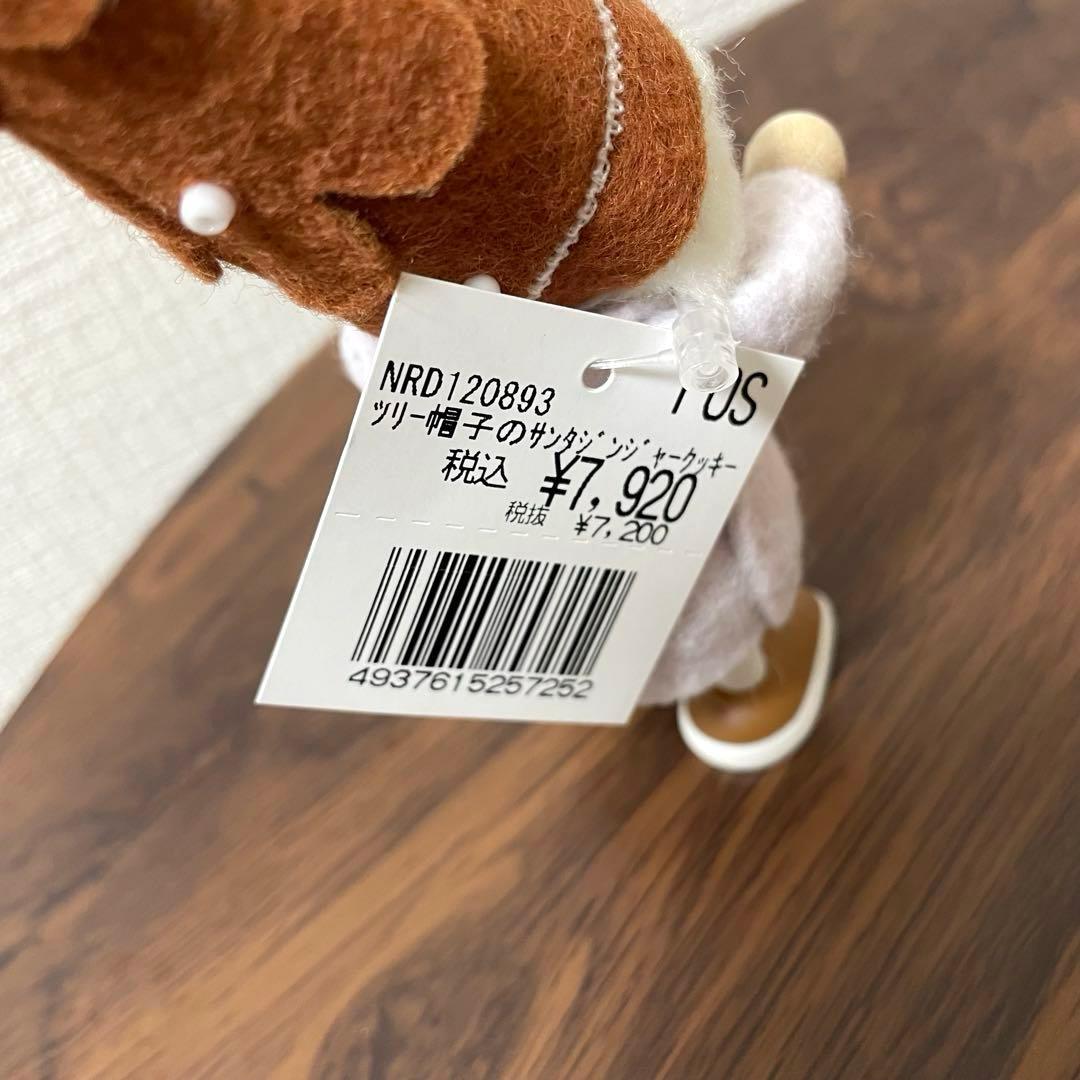 POS
NRD120893
ツリー帽子のｻﾝﾀｼﾞﾝｼﾞｬｰｸｯｷｰ
税込 ¥7,920
税抜 ¥7,200
4937615257252